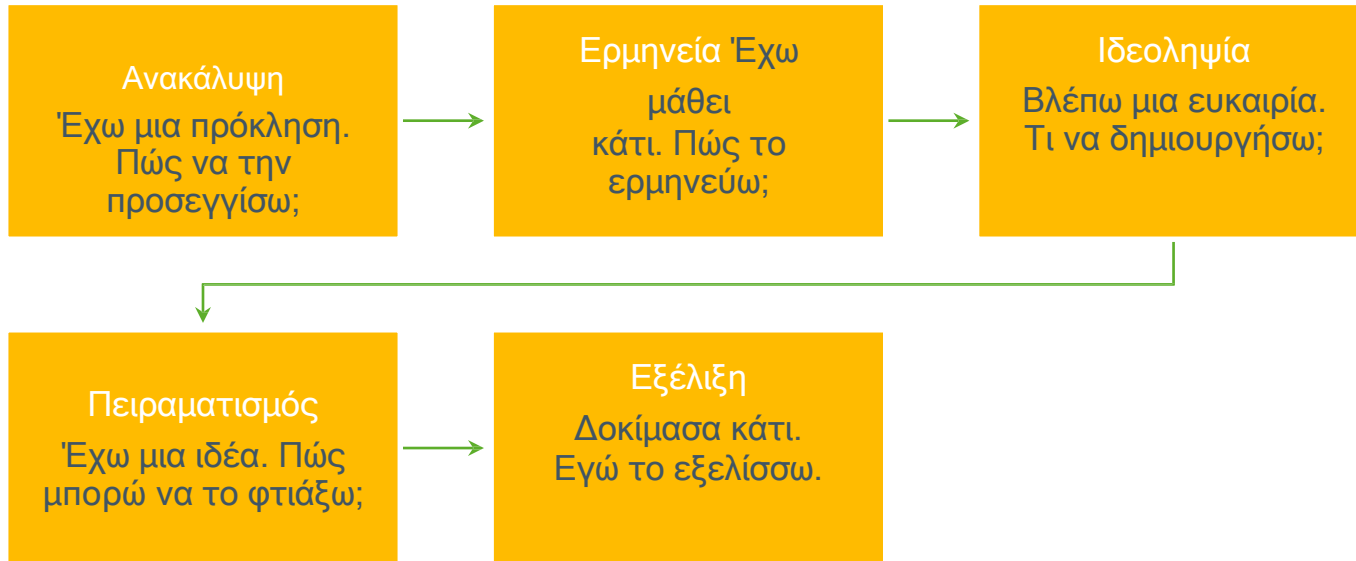 Ανακάλυψη
Έχω μια πρόκληση.
Πώς να την
προσεγγίσω;
Ερμηνεία Έχω
μάθει
κάτι. Πώς το
ερμηνεύω;
Ιδεοληψία
Βλέπω μια ευκαιρία.
Τι να δημιουργήσω;
Πειραματισμός
Έχω μια ιδέα. Πώς
μπορώ να το φτιάξω;
Εξέλιξη
Δοκίμασα κάτι.
Εγώ το εξελίσσω.